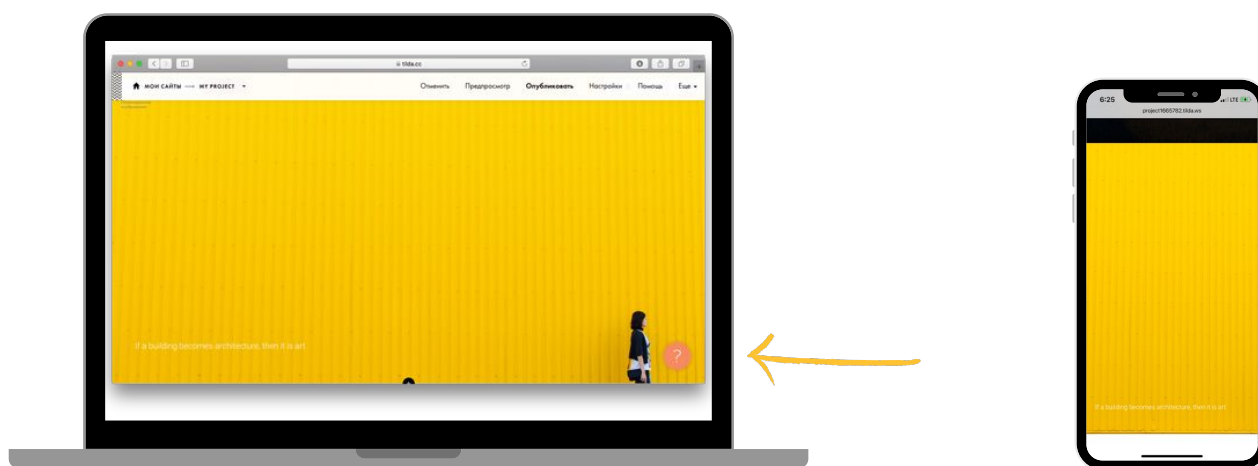 tilda.cc
МОИ САЙТЫ MY PROJECT
Отменить Предпросмотр Опубликовать Настройки Помощь Еще
If a building becomes architecture, then it is art
?
6:25 LTE
project1665782.tilda.ws
If a building becomes architecture, then it is art